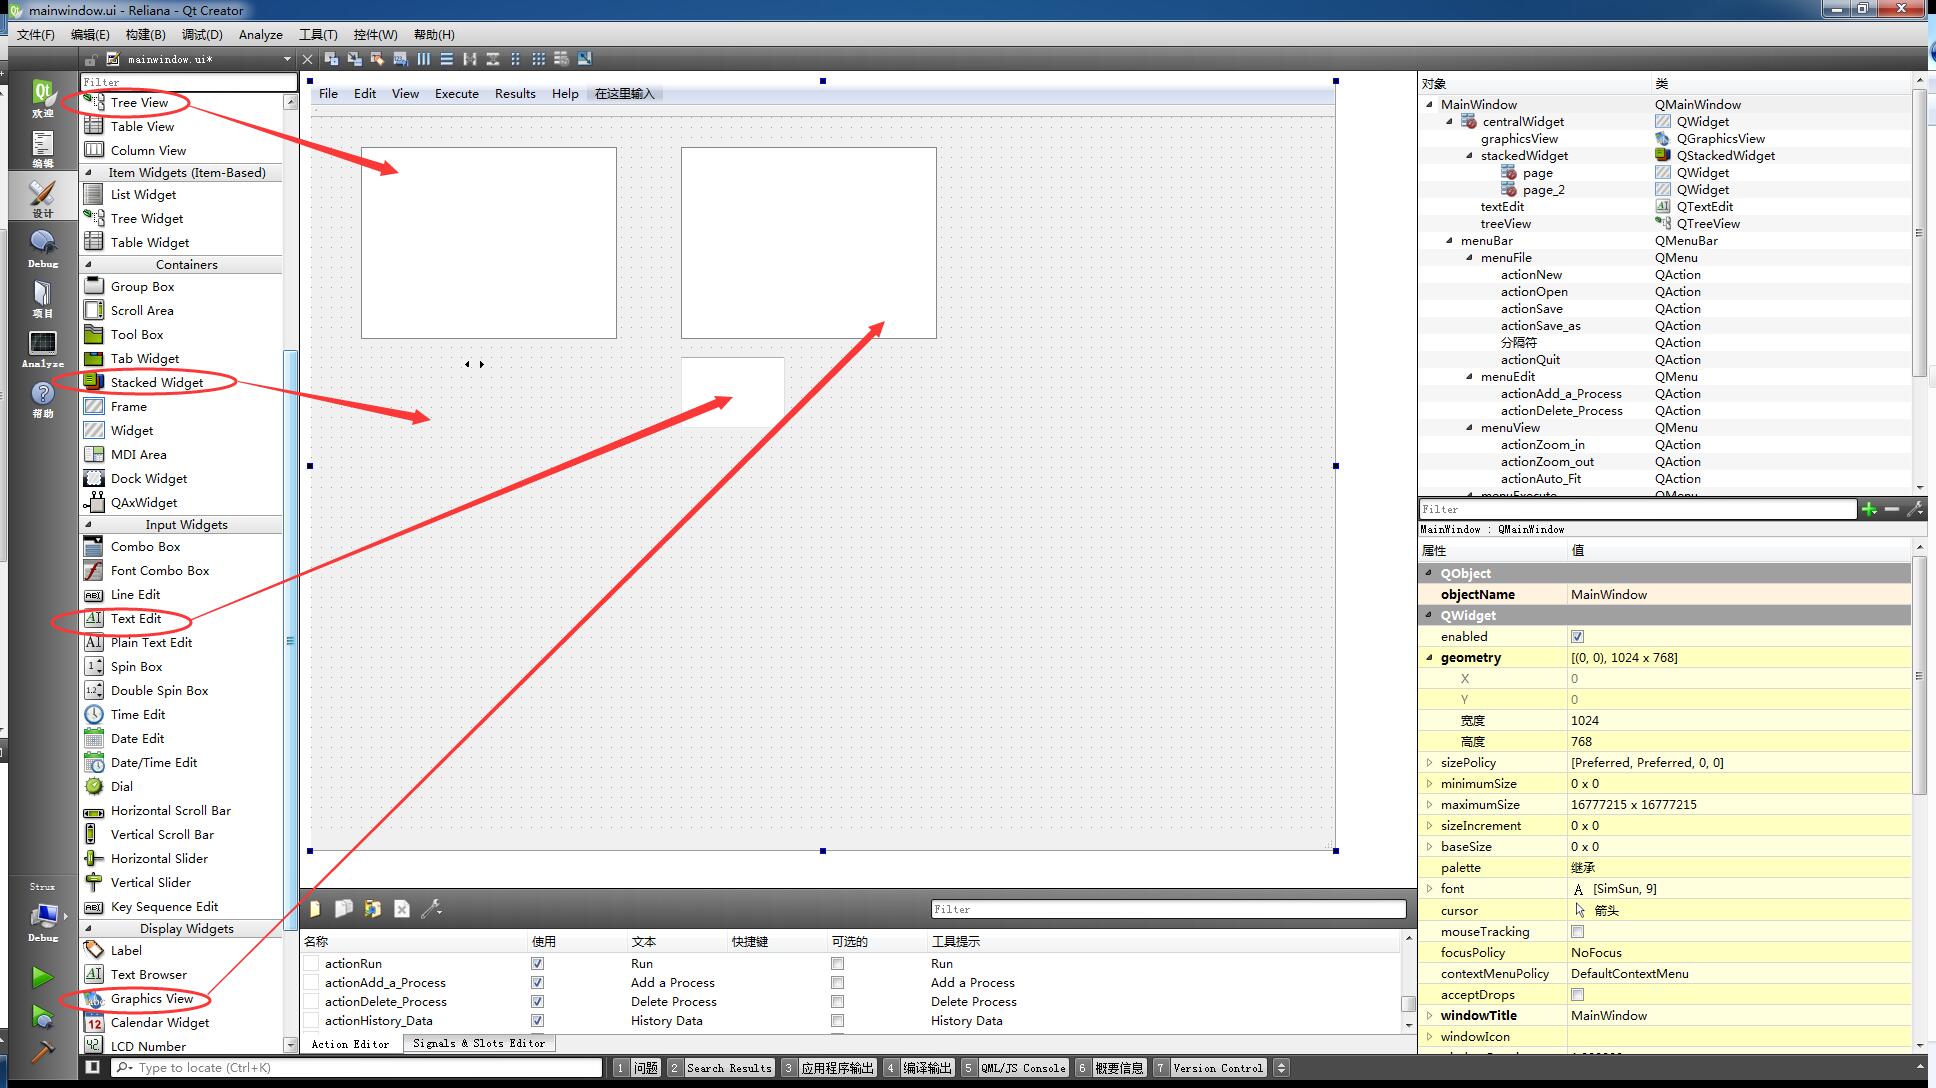 mainwindow.ui - Reliana - Qt Creator
文件(F) 编辑(E) 构建(B) 调试(D) Analyze 工具(T) 控件(W) 帮助(H)
mainwindow.ui*
欢迎
编辑
设计
Debug
项目
Analyze
帮助
Strux
Debug
Filter
Tree View
Table View
Column View
Item Widgets (Item-Based)
List Widget
Tree Widget
Table Widget
Containers
Group Box
Scroll Area
Tool Box
Tab Widget
Stacked Widget
Frame
Widget
MDI Area
Dock Widget
QAxWidget
Input Widgets
Combo Box
Font Combo Box
Line Edit
Text Edit
Plain Text Edit
Spin Box
Double Spin Box
Time Edit
Date Edit
Date/Time Edit
Dial
Horizontal Scroll Bar
Vertical Scroll Bar
Horizontal Slider
Vertical Slider
Key Sequence Edit
Display Widgets
Label
Text Browser
Graphics View
Calendar Widget
LCD Number
File Edit View Execute Results Help 在这里输入
Filter
名称 使用 文本 快捷键 可选的 工具提示
actionRun Run Run
actionAdd_a_Process Add a Process Add a Process
actionDelete_Process Delete Process Delete Process
actionHistory_Data History Data History Data
Action Editor Signals & Slots Editor
对象 类
MainWindow QMainWindow
centralWidget QWidget
graphicsView QGraphicsView
stackedWidget QStackedWidget
page QWidget
page_2 QWidget
textEdit QTextEdit
treeView QTreeView
menuBar QMenuBar
menuFile QMenu
actionNew QAction
actionOpen QAction
actionSave QAction
actionSave_as QAction
分隔符 QAction
actionQuit QAction
menuEdit QMenu
actionAdd_a_Process QAction
actionDelete_Process QAction
menuView QMenu
actionZoom_in QAction
actionZoom_out QAction
actionAuto_Fit QAction
menuExecute QMenu
Filter
MainWindow : QMainWindow
属性 值
QObject
objectName MainWindow
QWidget
enabled
geometry [(0, 0), 1024 x 768]
X 0
Y 0
宽度 1024
高度 768
sizePolicy [Preferred, Preferred, 0, 0]
minimumSize 0 x 0
maximumSize 16777215 x 16777215
sizeIncrement 0 x 0
baseSize 0 x 0
palette 继承
font A [SimSun, 9]
cursor 箭头
mouseTracking
focusPolicy NoFocus
contextMenuPolicy DefaultContextMenu
acceptDrops
windowTitle MainWindow
windowIcon
Type to locate (Ctrl+K) 1 问题 2 Search Results 3 应用程序输出 4 编译输出 5 QML/JS Console 6 概要信息 7 Version Control